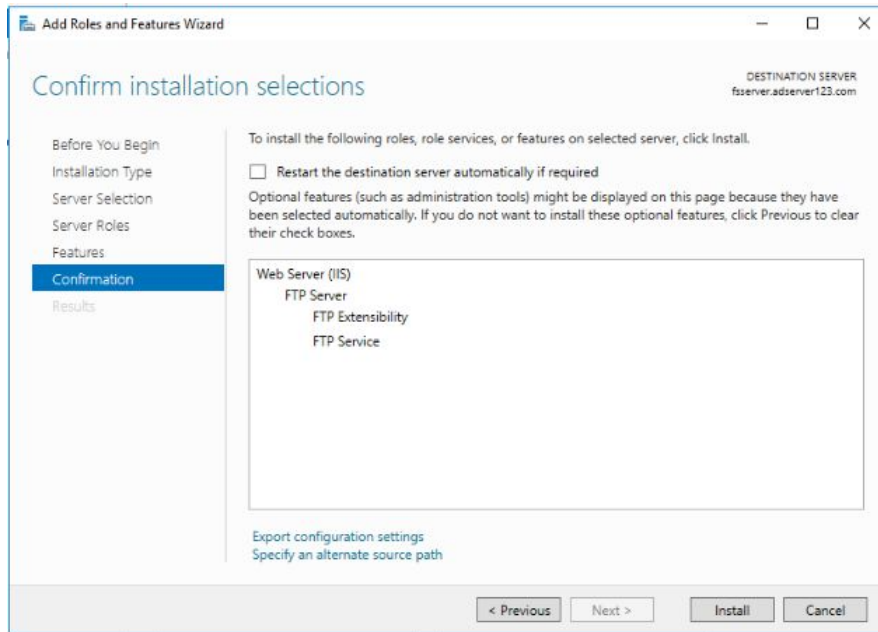 Add Roles and Features Wizard
Confirm installation selections
DESTINATION SERVER
fsserver.adserver123.com
Before You Begin
Installation Type
Server Selection
Server Roles
Features
Confirmation
Results
To install the following roles, role services, or features on selected server, click Install.
Restart the destination server automatically if required
Optional features (such as administration tools) might be displayed on this page because they have
been selected automatically. If you do not want to install these optional features, click Previous to clear
their check boxes.
Web Server (IIS)
FTP Server
FTP Extensibility
FTP Service
Export configuration settings
Specify an alternate source path
< Previous
Next >
Install
Cancel